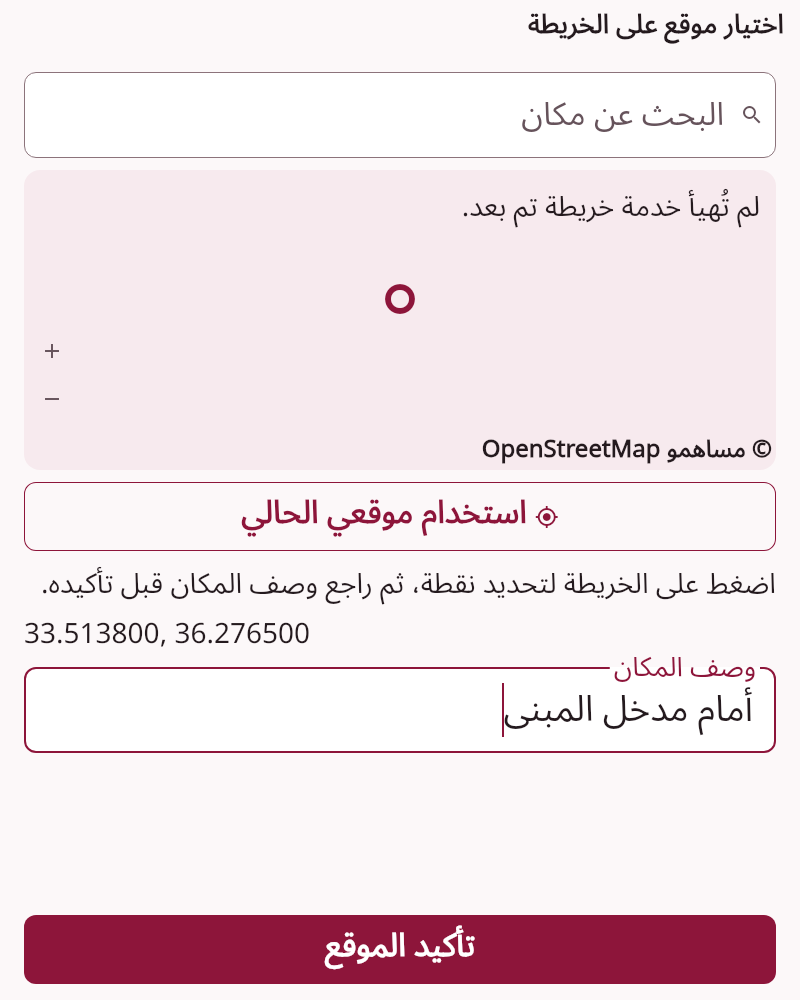 اختيار موقع على الخريطة
البحث عن مكان
لم تُهيأ خدمة خريطة تم بعد.
+
−
© مساهمو OpenStreetMap
استخدام موقعي الحالي
اضغط على الخريطة لتحديد نقطة، ثم راجع وصف المكان قبل تأكيده.
33.513800, 36.276500
وصف المكان
أمام مدخل المبنى
تأكيد الموقع